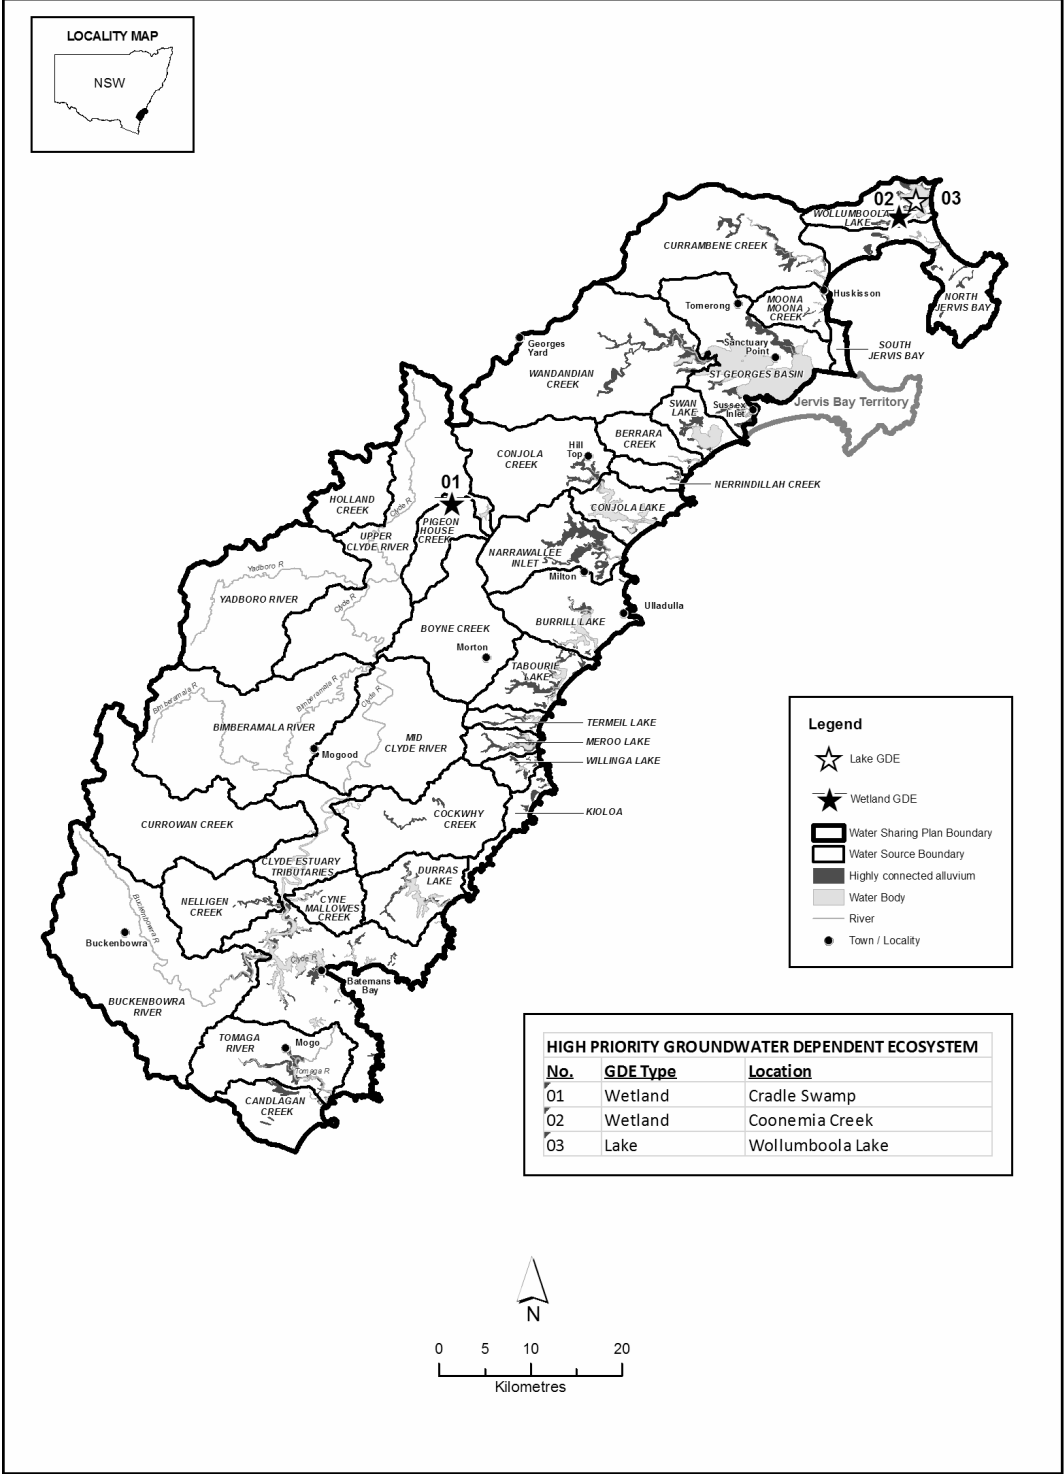 LOCALITY MAP
NSW
02
03
WOLLUMBOOLA
LAKE
CURRAMBENE CREEK
Huskisson
NORTH
JERVIS BAY
MOONA
MOONA
CREEK
Tomerong
Georges
Yard
Sanctuary
Point
SOUTH
JERVIS BAY
WANDANDIAN
CREEK
ST GEORGES BASIN
SWAN
LAKE
Sussex
Inlet
Jervis Bay Territory
BERRARA
CREEK
CONJOLA
CREEK
Hill
Top
01
NERRINDILLAH CREEK
HOLLAND
CREEK
Clyde R
CONJOLA LAKE
PIGEON
HOUSE
CREEK
UPPER
CLYDE RIVER
NARRAWALLEE
INLET
Yadboro R
Milton
YADBORO RIVER
Clyde R
Ulladulla
BURRILL LAKE
BOYNE CREEK
Morton
TABOURIE
LAKE
Bimberamala R
Bimberamala R
Clyde R
BIMBERAMALA RIVER
MID
CLYDE RIVER
Mogood
TERMEIL LAKE
MEROO LAKE
WILLINGA LAKE
KIOLOA
COCKWHY
CREEK
CURROWAN CREEK
CLYDE ESTUARY
TRIBUTARIES
DURRAS
LAKE
NELLIGEN
CREEK
CYNE
MALLOWES
CREEK
Buckenbowra R
Buckenbowra
Clyde R
Batemans
Bay
BUCKENBOWRA
RIVER
TOMAGA
RIVER
Mogo
Tomaga R
CANDLAGAN
CREEK
Legend
Lake GDE
Wetland GDE
Water Sharing Plan Boundary
Water Source Boundary
Highly connected alluvium
Water Body
River
Town / Locality
HIGH PRIORITY GROUNDWATER DEPENDENT ECOSYSTEM
No. GDE Type Location
01 Wetland Cradle Swamp
02 Wetland Coonemia Creek
03 Lake Wollumboola Lake
N
0 5 10 20
Kilometres